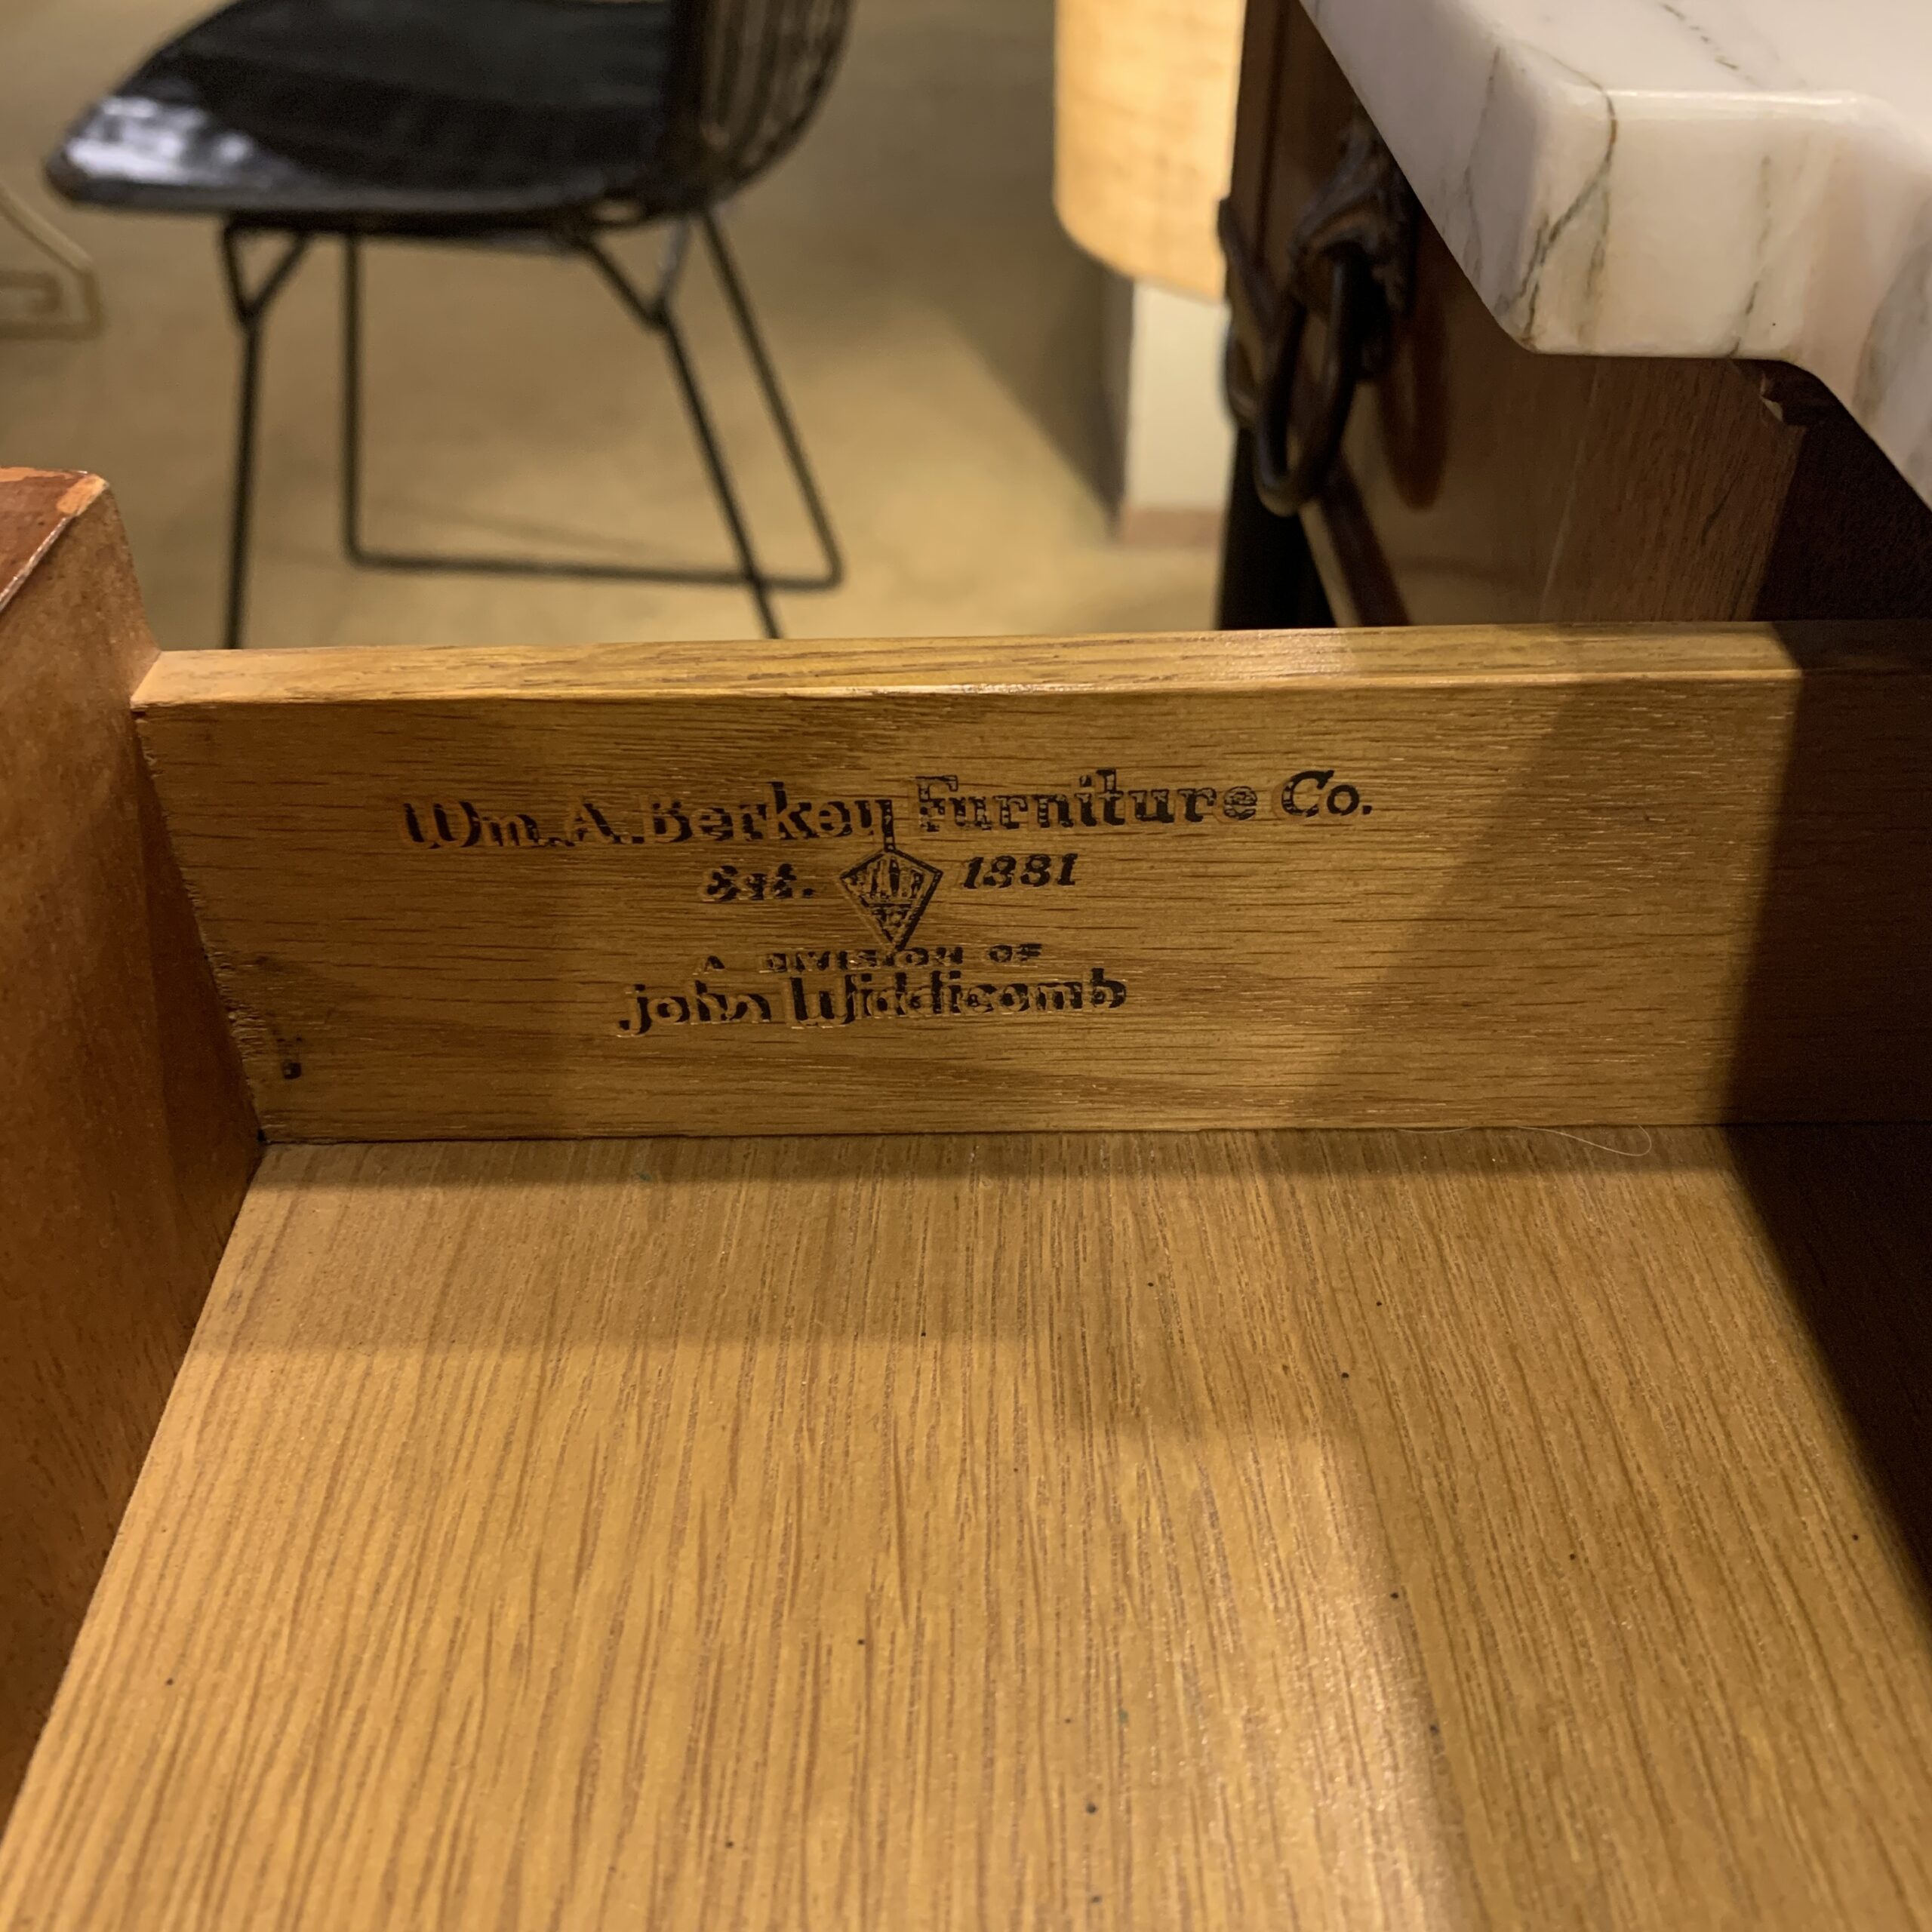 Wm. A. Berkey Furniture Co.
Est. 1881
A DIVISION OF
John Widdicomb